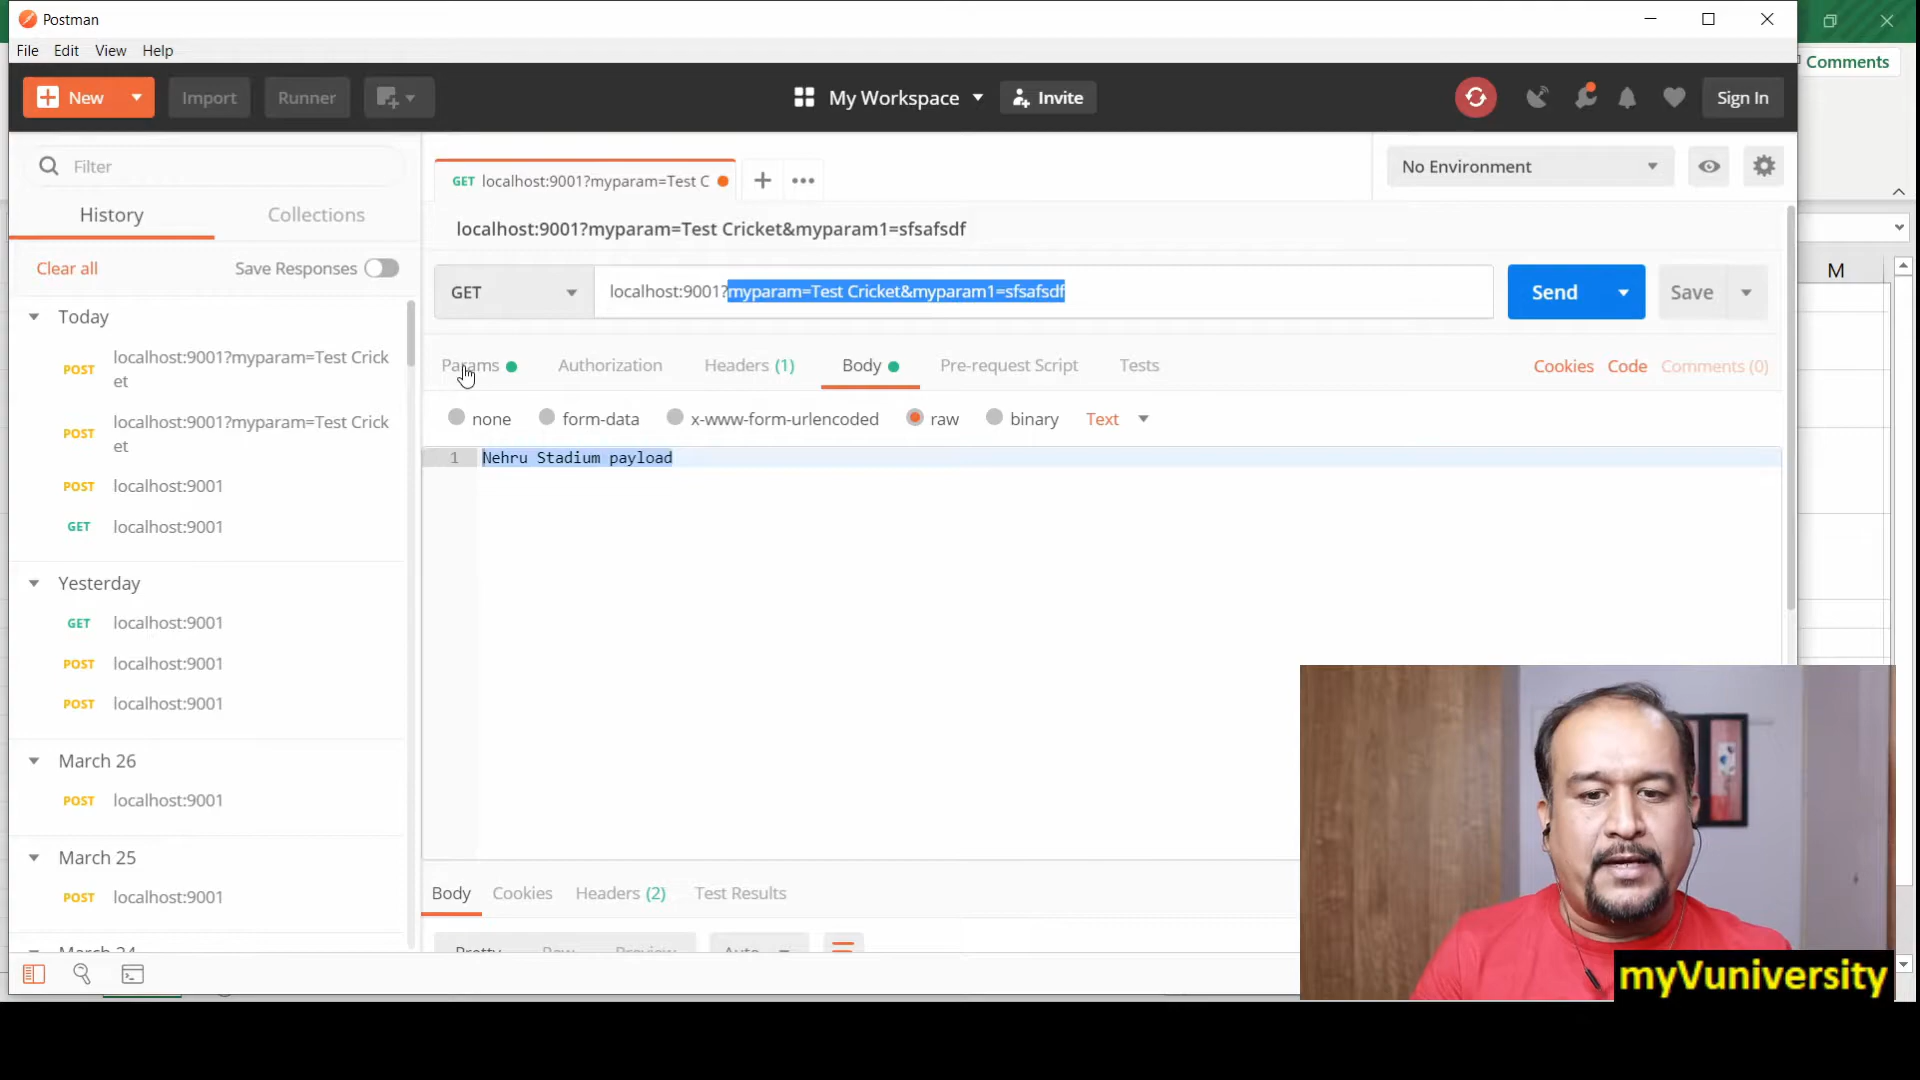 Postman
File Edit View Help
Comments
New Import Runner My Workspace Invite Sign In
Filter
History Collections
Clear all Save Responses
Today
POST localhost:9001?myparam=Test Crick
et
POST localhost:9001?myparam=Test Crick
et
POST localhost:9001
GET localhost:9001
Yesterday
GET localhost:9001
POST localhost:9001
POST localhost:9001
March 26
POST localhost:9001
March 25
POST localhost:9001
March 24
GET localhost:9001?myparam=Test C
No Environment
localhost:9001?myparam=Test Cricket&myparam1=sfsafsdf
GET localhost:9001?myparam=Test Cricket&myparam1=sfsafsdf Send Save
Params Authorization Headers (1) Body Pre-request Script Tests Cookies Code Comments (0)
none form-data x-www-form-urlencoded raw binary Text
1 Nehru Stadium payload
Body Cookies Headers (2) Test Results
Pretty Raw Preview Auto
M
myVuniversity